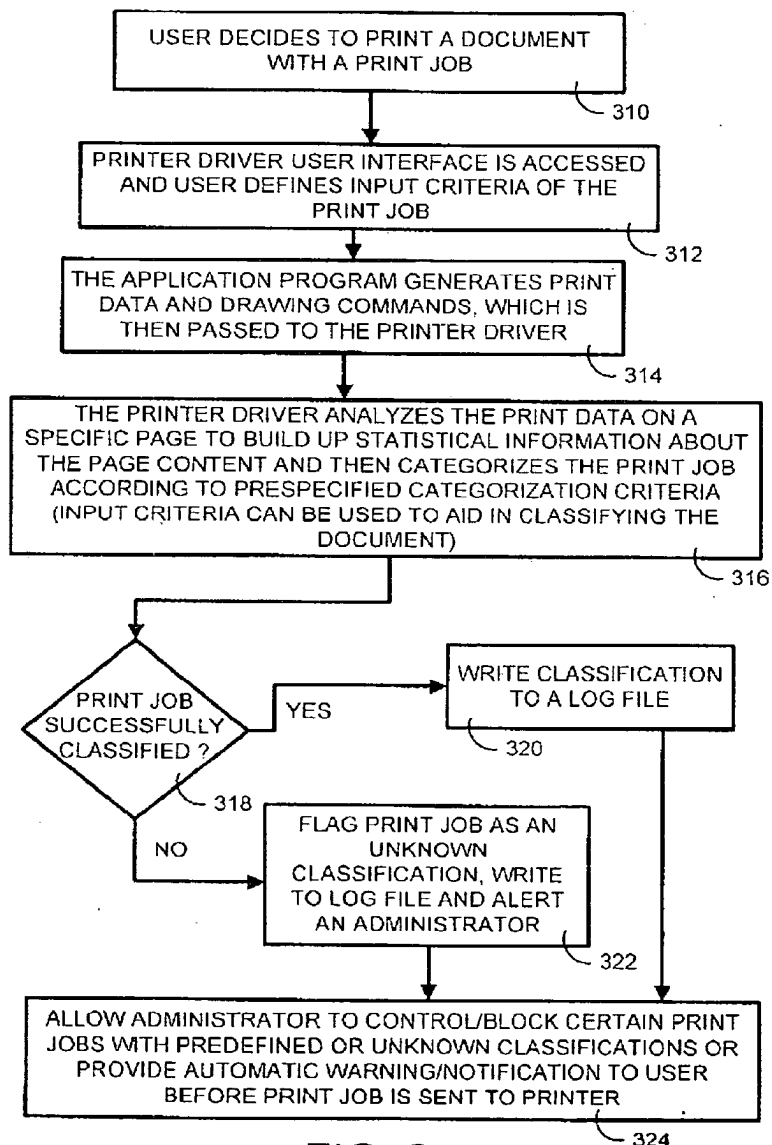 USER DECIDES TO PRINT A DOCUMENT
WITH A PRINT JOB
310
PRINTER DRIVER USER INTERFACE IS ACCESSED
AND USER DEFINES INPUT CRITERIA OF THE
PRINT JOB
312
THE APPLICATION PROGRAM GENERATES PRINT
DATA AND DRAWING COMMANDS, WHICH IS
THEN PASSED TO THE PRINTER DRIVER
314
THE PRINTER DRIVER ANALYZES THE PRINT DATA ON A
SPECIFIC PAGE TO BUILD UP STATISTICAL INFORMATION ABOUT
THE PAGE CONTENT AND THEN CATEGORIZES THE PRINT JOB
ACCORDING TO PRESPECIFIED CATEGORIZATION CRITERIA
(INPUT CRITERIA CAN BE USED TO AID IN CLASSIFYING THE
DOCUMENT)
316
PRINT JOB
SUCCESSFULLY
CLASSIFIED ?
318
YES
WRITE CLASSIFICATION
TO A LOG FILE
320
NO
FLAG PRINT JOB AS AN
UNKNOWN
CLASSIFICATION, WRITE
TO LOG FILE AND ALERT
AN ADMINISTRATOR
322
ALLOW ADMINISTRATOR TO CONTROL/BLOCK CERTAIN PRINT
JOBS WITH PREDEFINED OR UNKNOWN CLASSIFICATIONS OR
PROVIDE AUTOMATIC WARNING/NOTIFICATION TO USER
BEFORE PRINT JOB IS SENT TO PRINTER
324